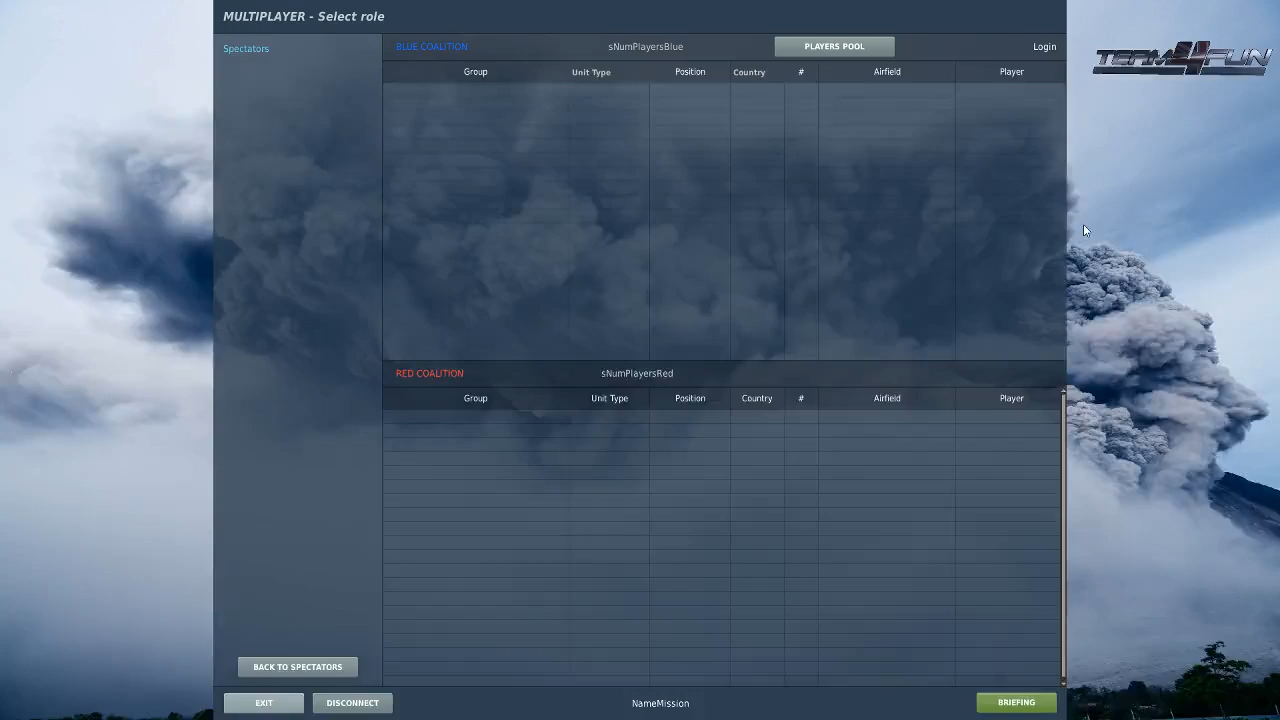 MULTIPLAYER - Select role
Spectators
BLUE COALITION sNumPlayersBlue PLAYERS POOL Login
Group Unit Type Position Country # Airfield Player
RED COALITION sNumPlayersRed
Group Unit Type Position Country # Airfield Player
BACK TO SPECTATORS
EXIT DISCONNECT NameMission BRIEFING
TEAM4FUN